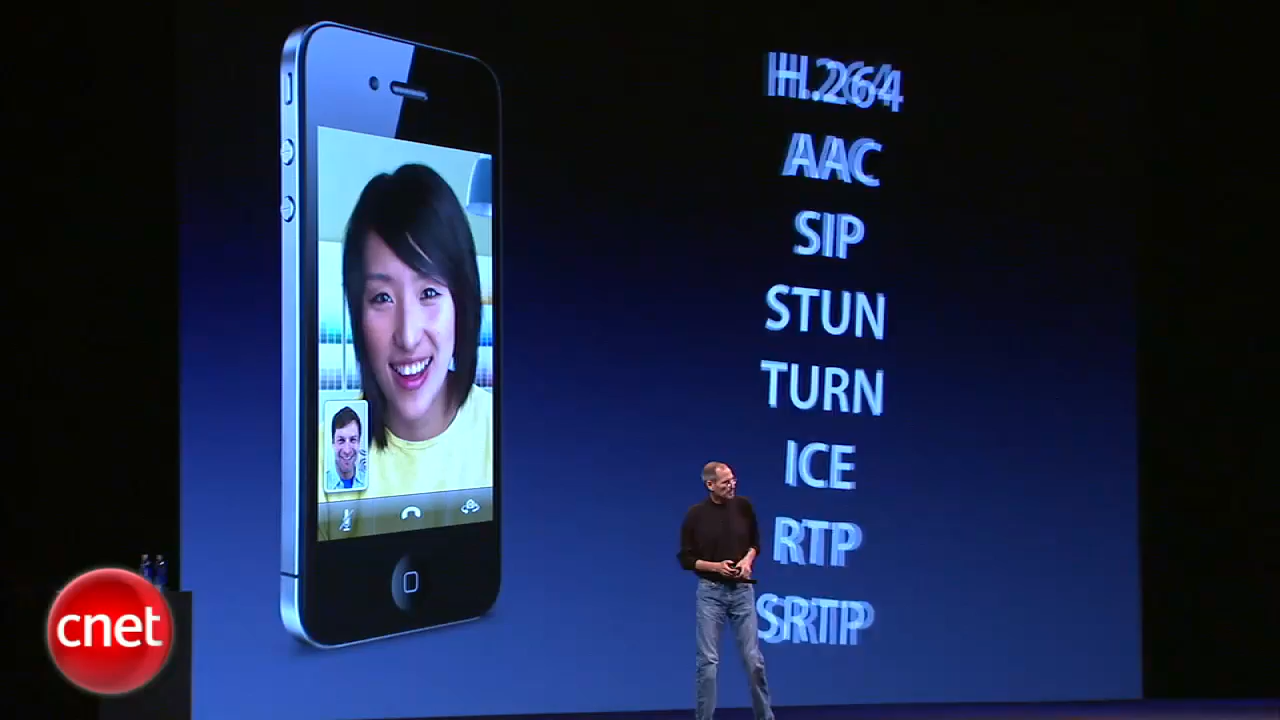 H.264
AAC
SIP
STUN
TURN
ICE
RTP
SRTP
cnet